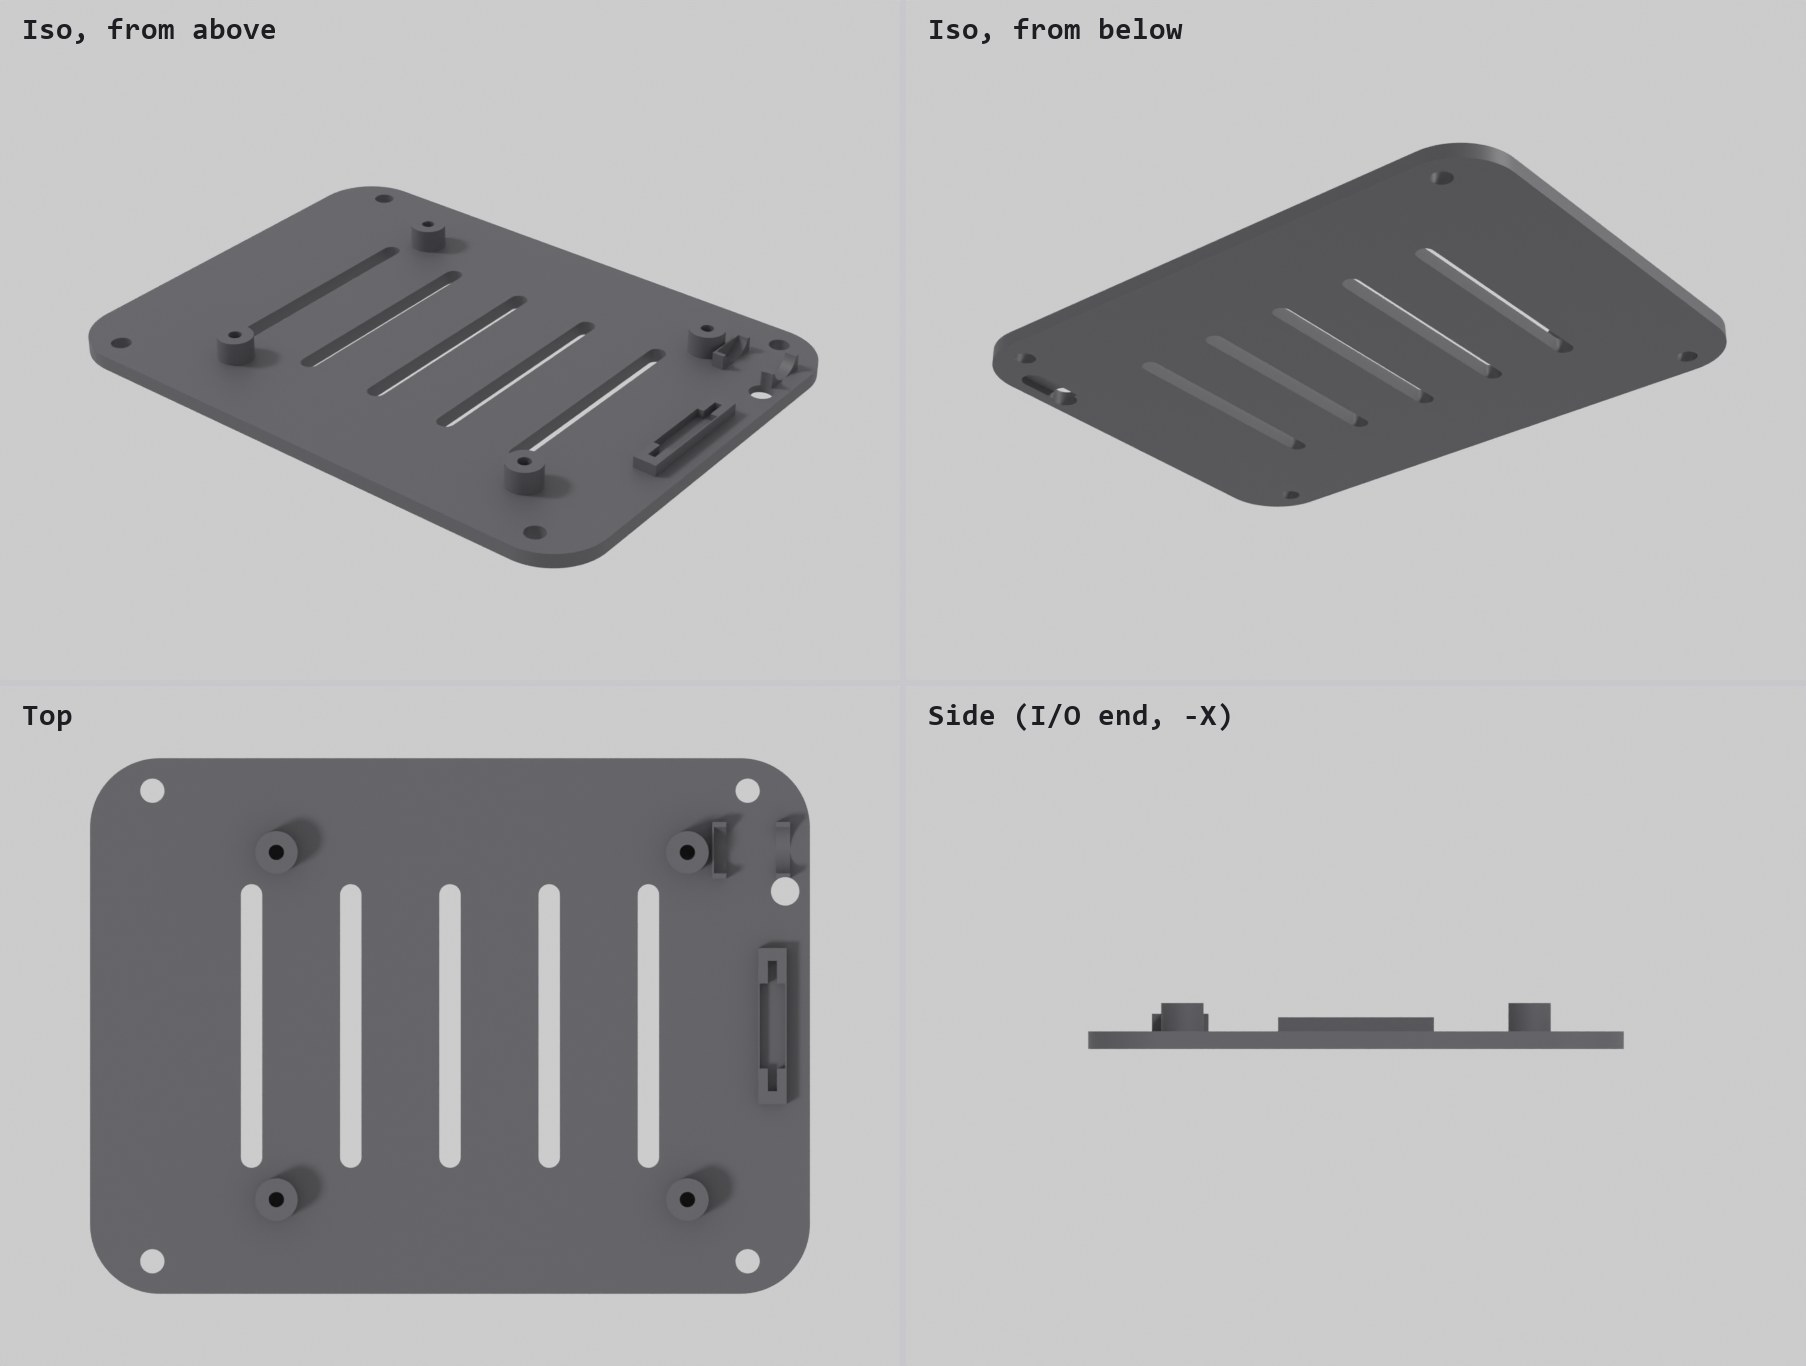 Iso, from above
Iso, from below
Top
Side (I/O end, -X)